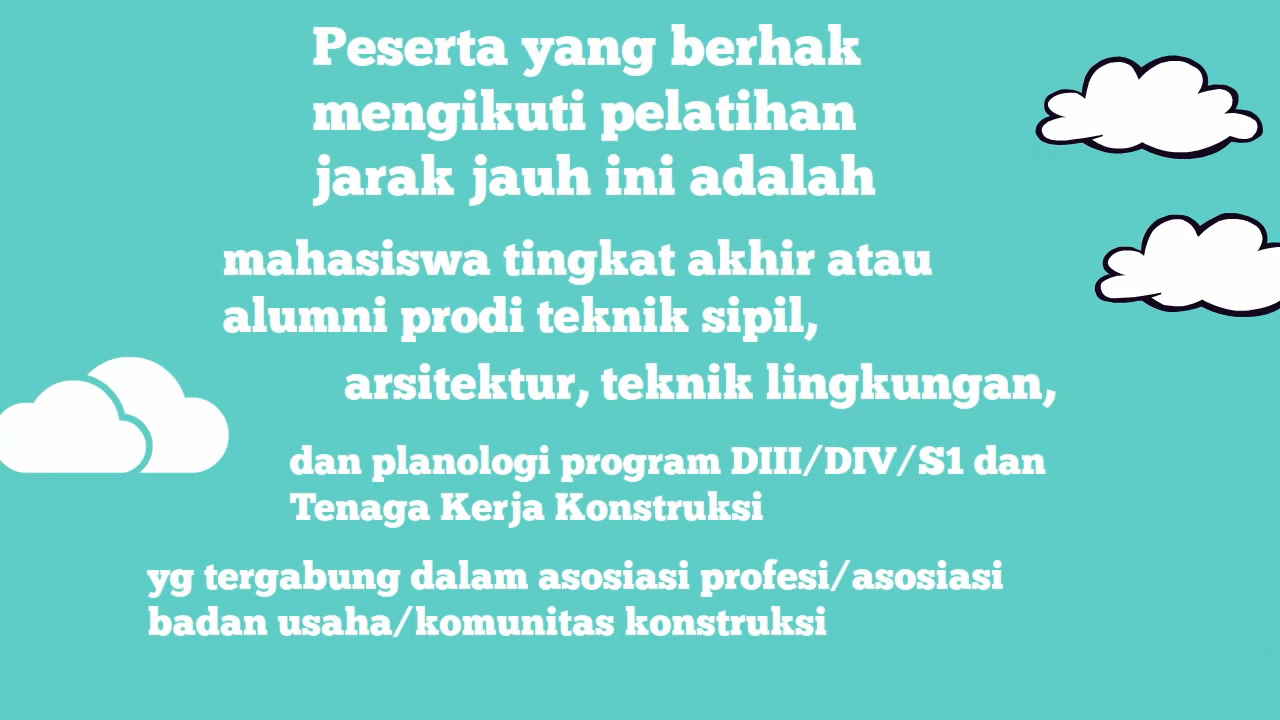 Peserta yang berhak
mengikuti pelatihan
jarak jauh ini adalah
mahasiswa tingkat akhir atau
alumni prodi teknik sipil,
arsitektur, teknik lingkungan,
dan planologi program DIII/DIV/S1 dan
Tenaga Kerja Konstruksi
yg tergabung dalam asosiasi profesi/asosiasi
badan usaha/komunitas konstruksi